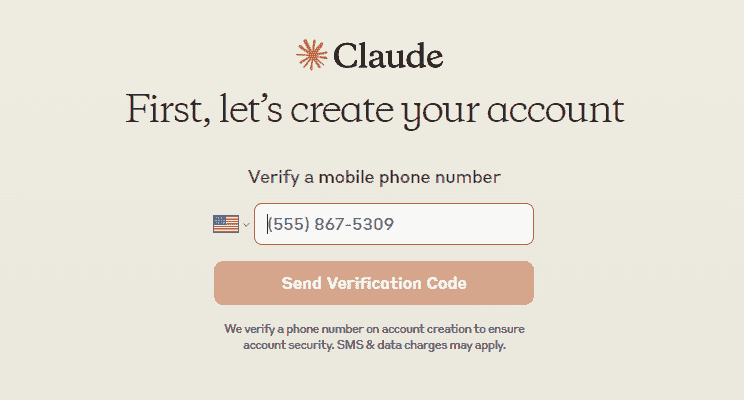 Claude
First, let's create your account
Verify a mobile phone number
(555) 867-5309
Send Verification Code
We verify a phone number on account creation to ensure
account security. SMS & data charges may apply.